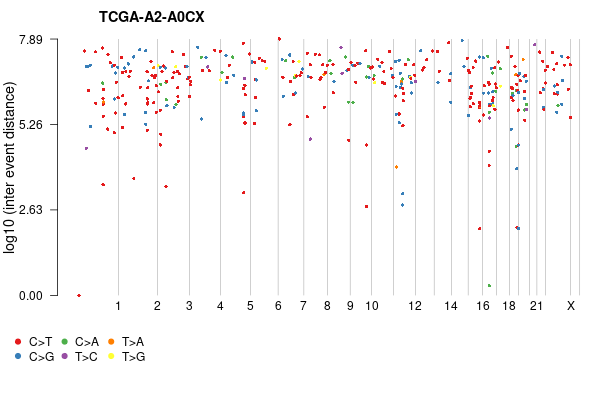 TCGA-A2-A0CX
log10 (inter event distance)
7.89
5.26
2.63
0.00
1 2 3 4 5 6 7 8 9 10 12 14 16 18 21 X
C>T C>A T>A
C>G T>C T>G